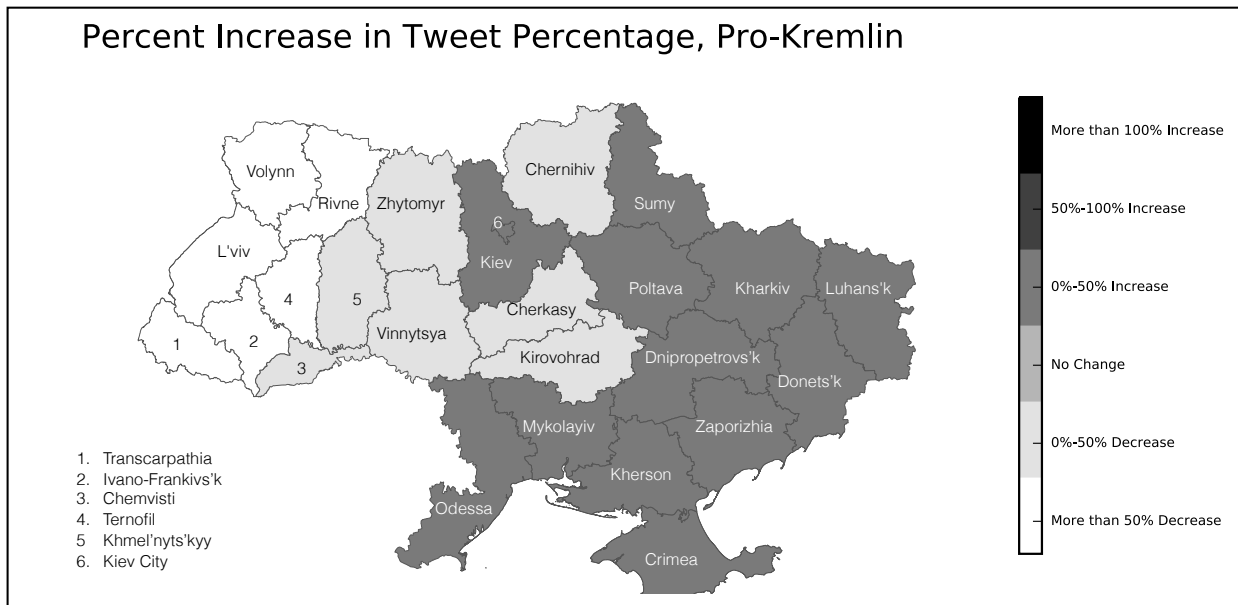 Percent Increase in Tweet Percentage, Pro-Kremlin
More than 100% Increase
50%-100% Increase
0%-50% Increase
No Change
0%-50% Decrease
More than 50% Decrease
Volynn
Rivne
Zhytomyr
Chernihiv
Sumy
6
Kiev
L'viv
4
5
Poltava
Kharkiv
Luhans'k
Cherkasy
Vinnytsya
1
2
3
Kirovohrad
Dnipropetrovs'k
Donets'k
Mykolayiv
Zaporizhia
Kherson
Odessa
Crimea
1. Transcarpathia
2. Ivano-Frankivs'k
3. Chemvisti
4. Ternofil
5 Khmel'nyts'kyy
6. Kiev City